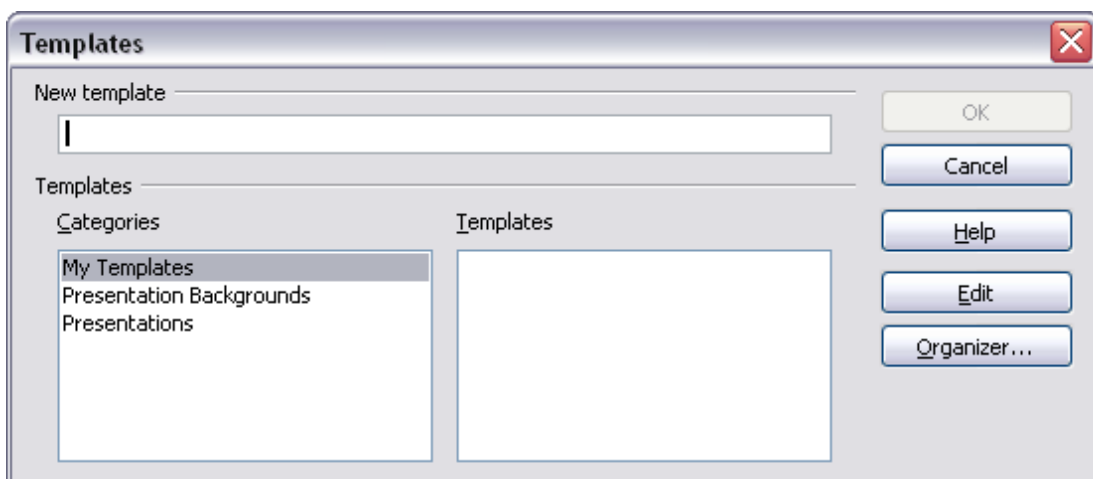 Templates
New template
OK
Cancel
Templates
Categories
Templates
Help
My Templates
Presentation Backgrounds
Presentations
Edit
Organizer...